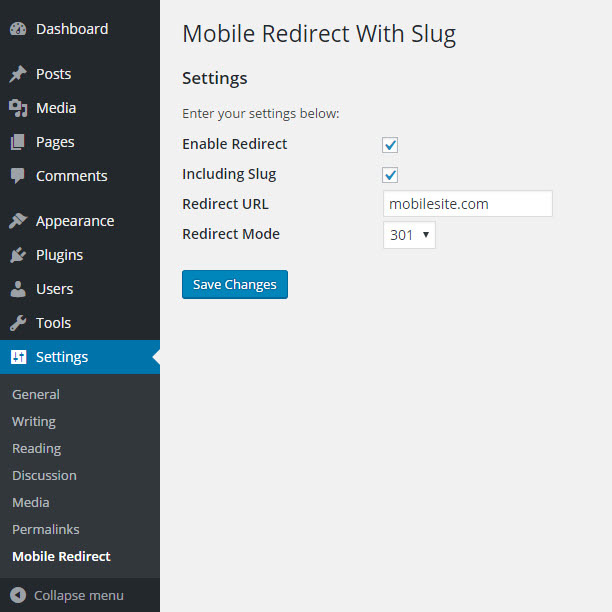 Dashboard
Posts
Media
Pages
Comments
Appearance
Plugins
Users
Tools
Settings
General
Writing
Reading
Discussion
Media
Permalinks
Mobile Redirect
Collapse menu
Mobile Redirect With Slug
Settings
Enter your settings below:
Enable Redirect
Including Slug
Redirect URL mobilesite.com
Redirect Mode 301
Save Changes